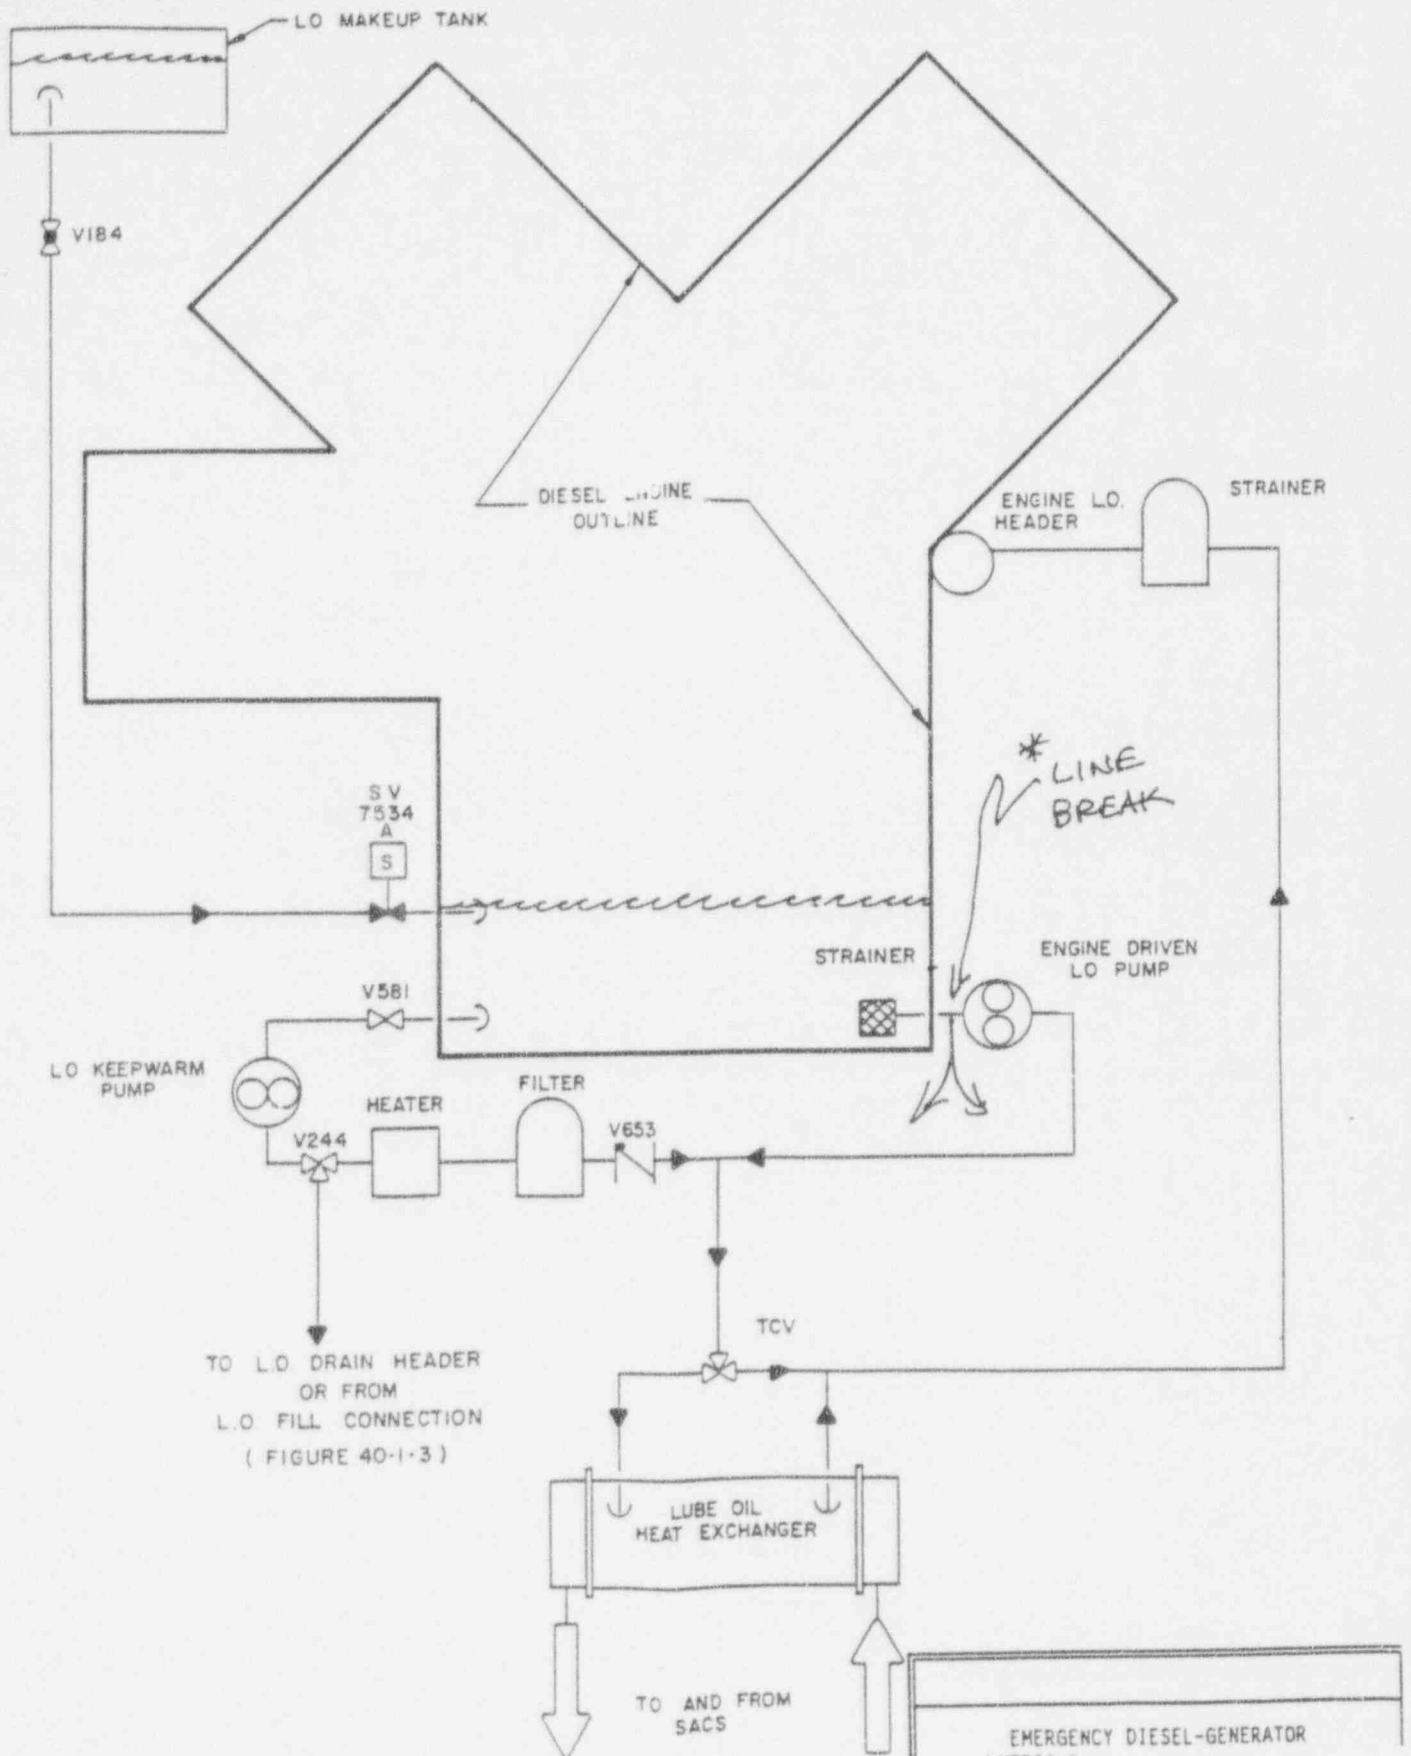 LO MAKEUP TANK
V184
DIESEL ENGINE
OUTLINE
ENGINE L.O.
HEADER
STRAINER
* LINE
BREAK
SV
7534
A
S
STRAINER
ENGINE DRIVEN
LO PUMP
V581
LO KEEPWARM
PUMP
HEATER
FILTER
V244
V653
TO L.O DRAIN HEADER
OR FROM
L.O. FILL CONNECTION
( FIGURE 40-1-3 )
TCV
LUBE OIL
HEAT EXCHANGER
TO AND FROM
SACS
EMERGENCY DIESEL-GENERATOR